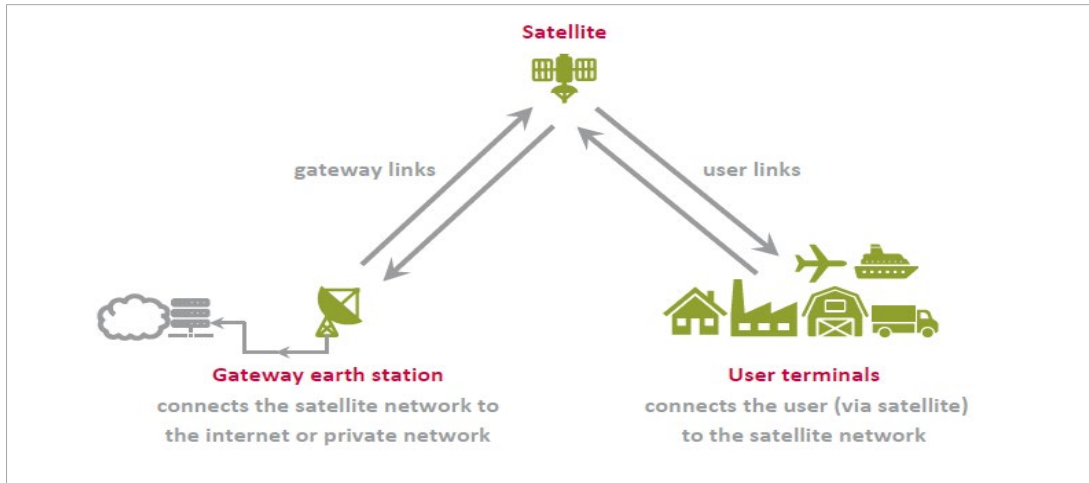 Satellite
gateway links
user links
Gateway earth station
connects the satellite network to
the internet or private network
User terminals
connects the user (via satellite)
to the satellite network